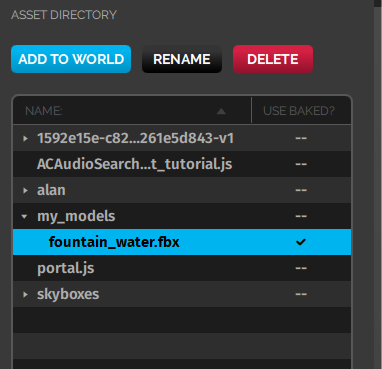 ASSET DIRECTORY
ADD TO WORLD RENAME DELETE
NAME: USE BAKED?
1592e15e-c82...261e5d843-v1 --
ACAudioSearch...t_tutorial.js --
alan --
my_models --
fountain_water.fbx ✓
portal.js --
skyboxes --